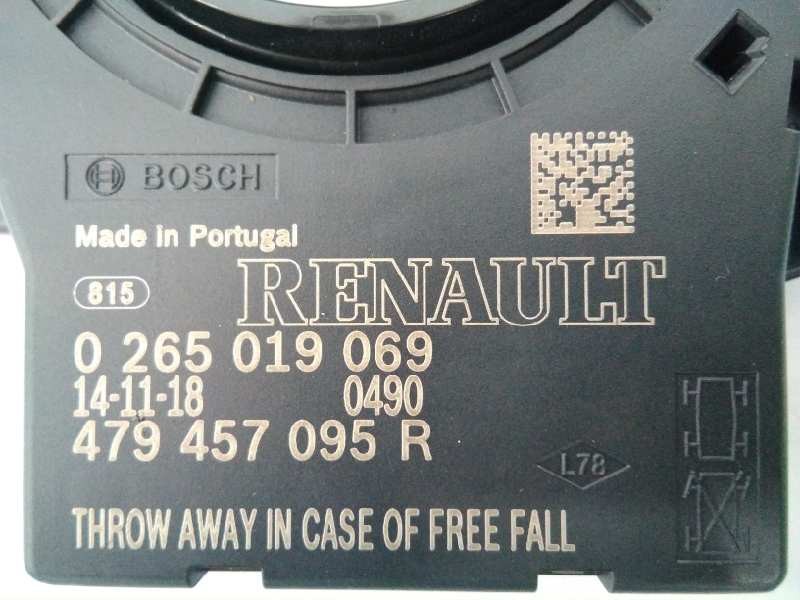 BOSCH
Made in Portugal
815
RENAULT
0 265 019 069
14-11-18 0490
479 457 095 R
L78
THROW AWAY IN CASE OF FREE FALL